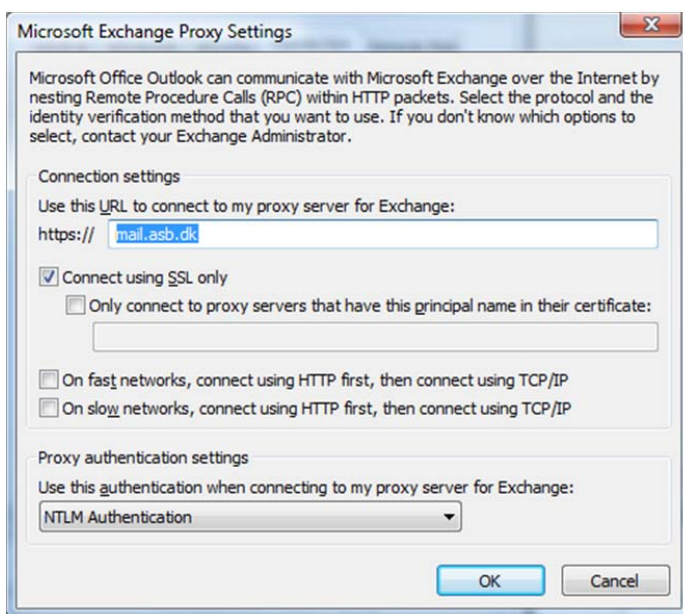 Microsoft Exchange Proxy Settings
Microsoft Office Outlook can communicate with Microsoft Exchange over the Internet by
nesting Remote Procedure Calls (RPC) within HTTP packets. Select the protocol and the
identity verification method that you want to use. If you don't know which options to
select, contact your Exchange Administrator.
Connection settings
Use this URL to connect to my proxy server for Exchange:
https:// mail.asb.dk
Connect using SSL only
Only connect to proxy servers that have this principal name in their certificate:
On fast networks, connect using HTTP first, then connect using TCP/IP
On slow networks, connect using HTTP first, then connect using TCP/IP
Proxy authentication settings
Use this authentication when connecting to my proxy server for Exchange:
NTLM Authentication
OK Cancel